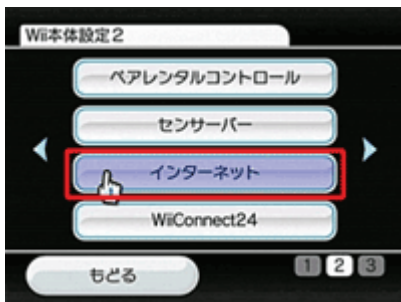 Wii本体設定2
ペアレンタルコントロール
センサーバー
インターネット
WiiConnect24
もどる
1 2 3